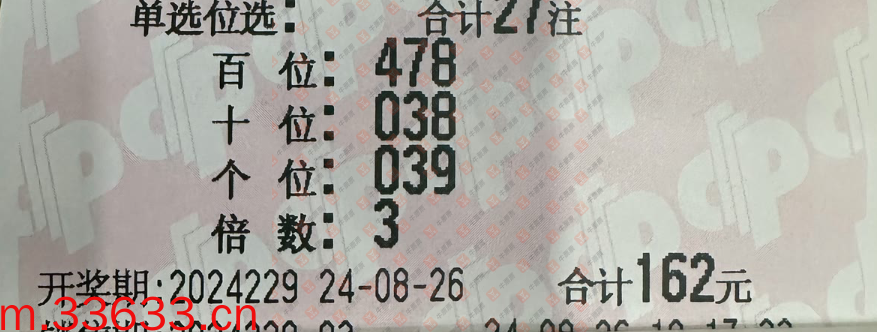 单选位选: 合计27注
百 位: 478
十 位: 038
个 位: 039
倍 数: 3
开奖期:2024229 24-08-26 合计162元
m.33633.cn